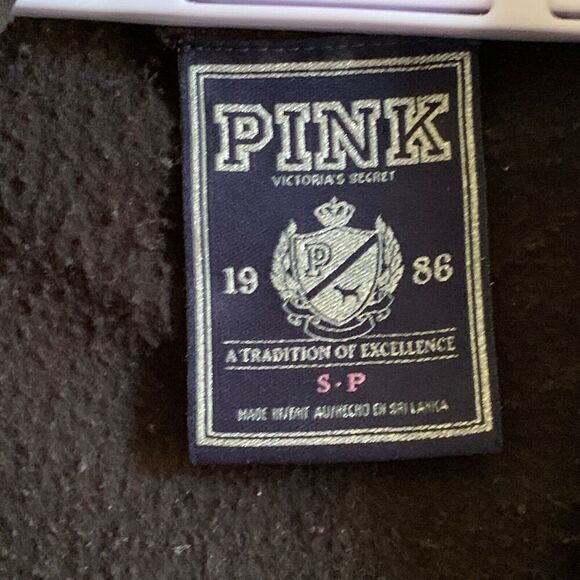 PINK
VICTORIA'S SECRET
P
19 86
A TRADITION OF EXCELLENCE
S·P
MADE IN/FAIT AU/HECHO EN SRI LANKA